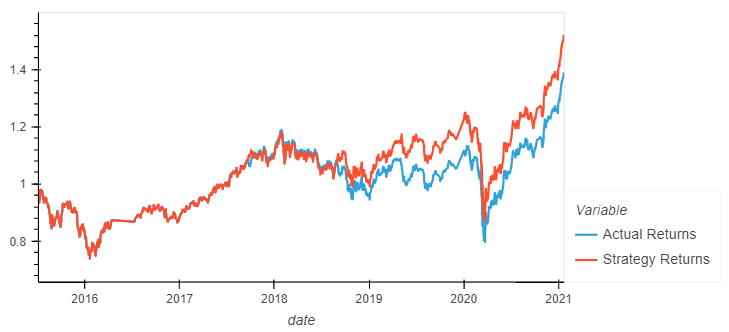 1.4
1.2
1
0.8
2016 2017 2018 2019 2020 2021
date
Variable
Actual Returns
Strategy Returns